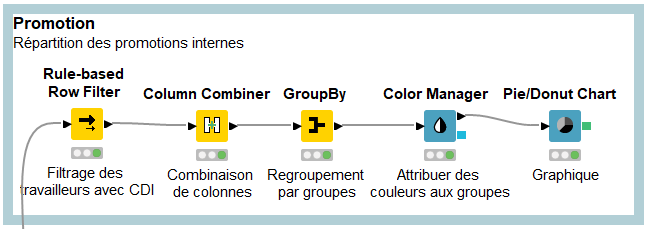 Promotion
Répartition des promotions internes
Rule-based
Row Filter
Column Combiner
GroupBy
Color Manager
Pie/Donut Chart
Filtrage des
travailleurs avec CDI
Combinaison
de colonnes
Regroupement
par groupes
Attribuer des
couleurs aux groupes
Graphique